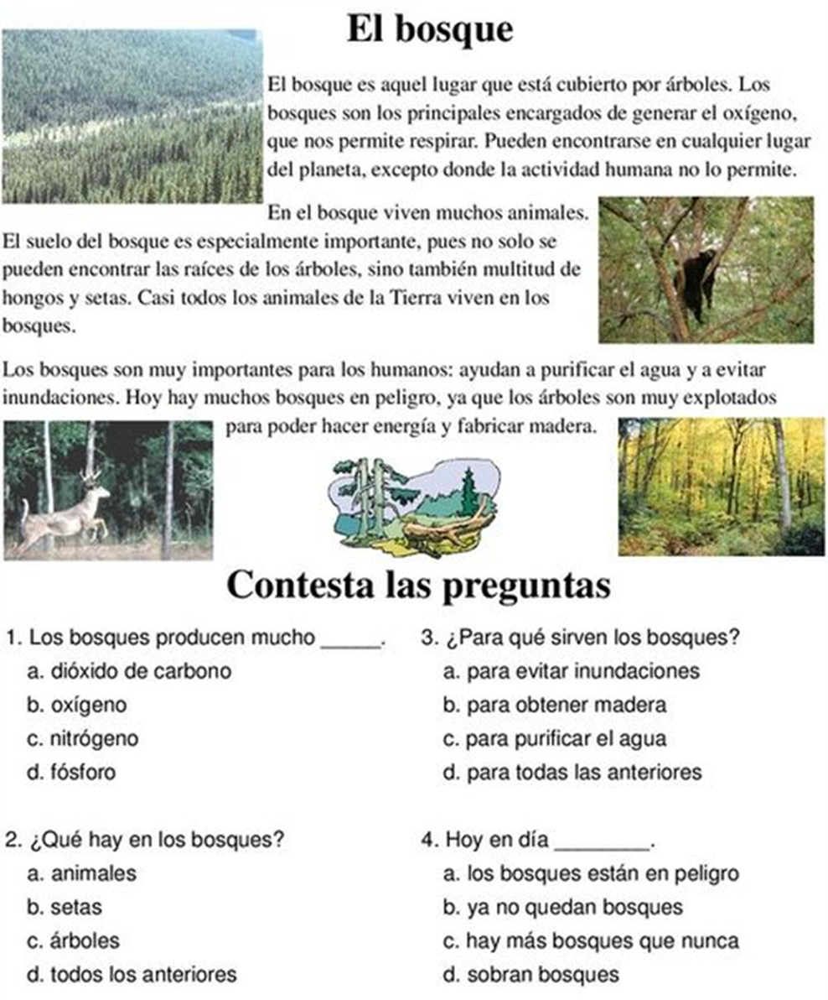 El bosque
El bosque es aquel lugar que está cubierto por árboles. Los
bosques son los principales encargados de generar el oxígeno,
que nos permite respirar. Pueden encontrarse en cualquier lugar
del planeta, excepto donde la actividad humana no lo permite.
En el bosque viven muchos animales.
El suelo del bosque es especialmente importante, pues no solo se
pueden encontrar las raíces de los árboles, sino también multitud de
hongos y setas. Casi todos los animales de la Tierra viven en los
bosques.
Los bosques son muy importantes para los humanos: ayudan a purificar el agua y a evitar
inundaciones. Hoy hay muchos bosques en peligro, ya que los árboles son muy explotados
para poder hacer energía y fabricar madera.
Contesta las preguntas
1. Los bosques producen mucho _____.
a. dióxido de carbono
b. oxígeno
c. nitrógeno
d. fósforo
2. ¿Qué hay en los bosques?
a. animales
b. setas
c. árboles
d. todos los anteriores
3. ¿Para qué sirven los bosques?
a. para evitar inundaciones
b. para obtener madera
c. para purificar el agua
d. para todas las anteriores
4. Hoy en día ________.
a. los bosques están en peligro
b. ya no quedan bosques
c. hay más bosques que nunca
d. sobran bosques